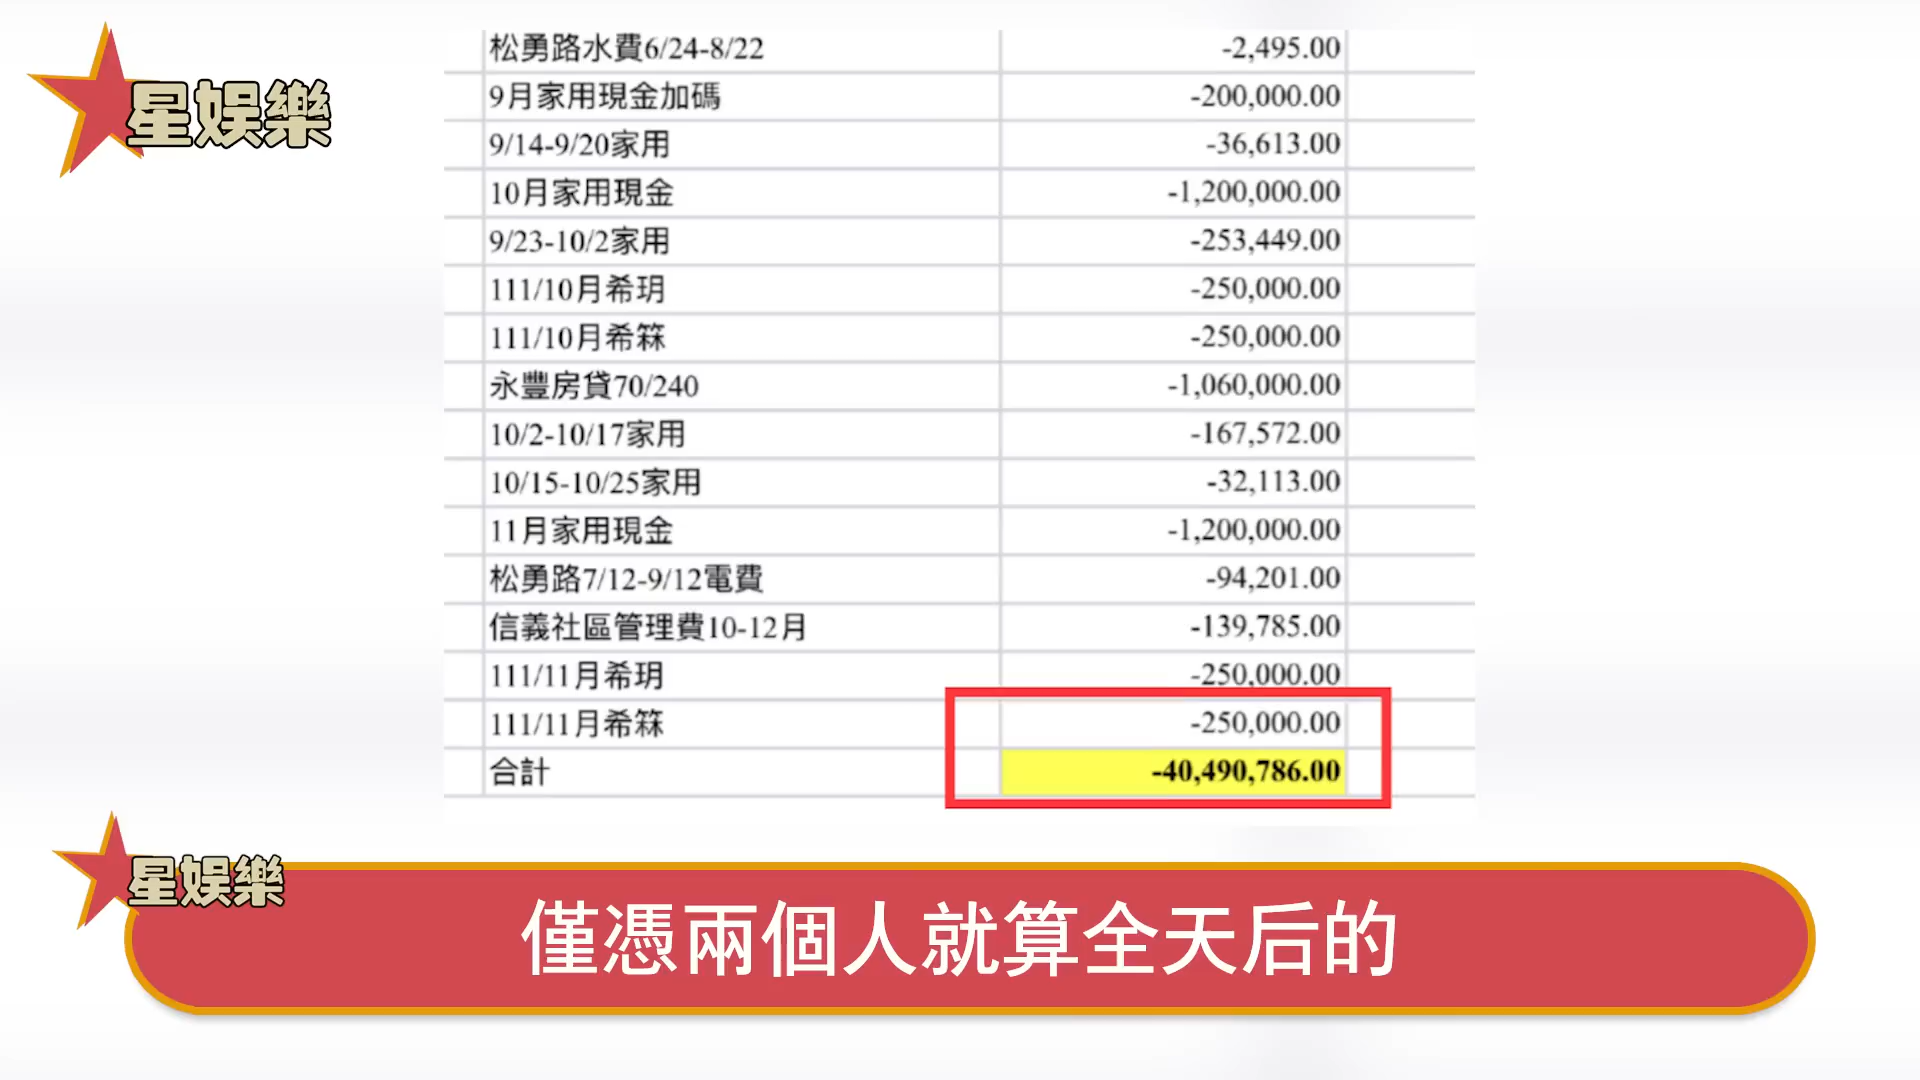 星娛樂
松勇路水費6/24-8/22 -2,495.00
9月家用現金加碼 -200,000.00
9/14-9/20家用 -36,613.00
10月家用現金 -1,200,000.00
9/23-10/2家用 -253,449.00
111/10月希玥 -250,000.00
111/10月希箖 -250,000.00
永豐房貸70/240 -1,060,000.00
10/2-10/17家用 -167,572.00
10/15-10/25家用 -32,113.00
11月家用現金 -1,200,000.00
松勇路7/12-9/12電費 -94,201.00
信義社區管理費10-12月 -139,785.00
111/11月希玥 -250,000.00
111/11月希箖 -250,000.00
合計 -40,490,786.00
星娛樂
僅憑兩個人就算全天后的